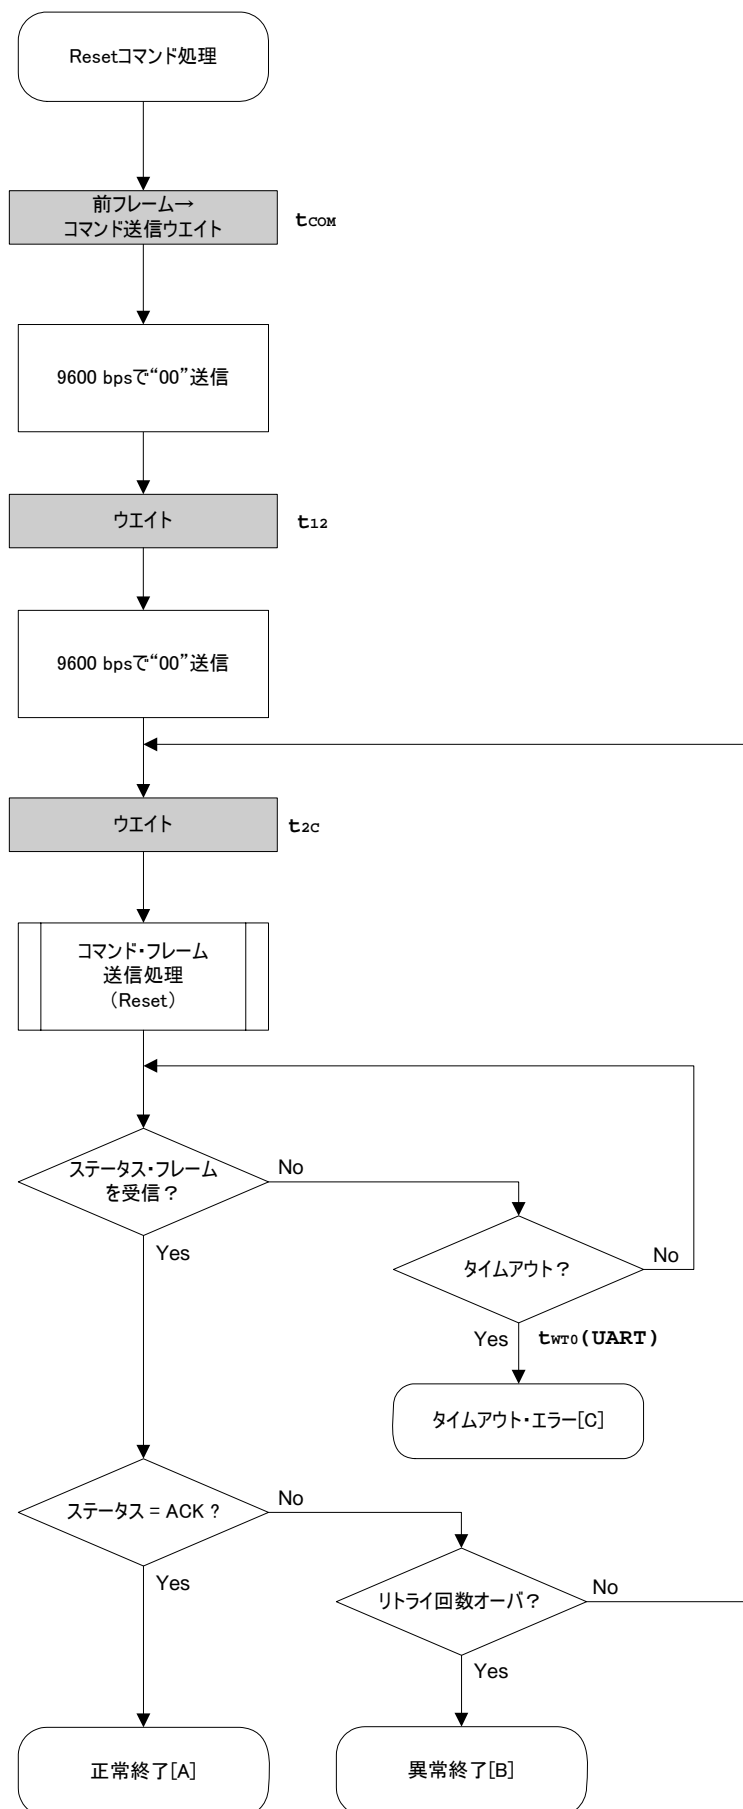 Resetコマンド処理
前フレーム→
コマンド送信ウエイト
tCOM
9600 bpsで“00”送信
ウエイト
t12
9600 bpsで“00”送信
ウエイト
t2C
コマンド・フレーム
送信処理
（Reset）
ステータス・フレーム
を受信？
No
Yes
タイムアウト？
No
Yes
tWT0(UART)
タイムアウト・エラー[C]
ステータス = ACK ?
No
Yes
リトライ回数オーバ？
No
Yes
正常終了[A]
異常終了[B]